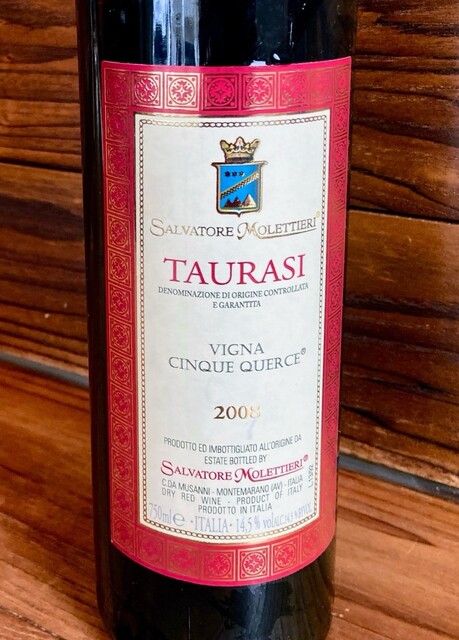 SALVATORE MOLETTIERI®
TAURASI
DENOMINAZIONE DI ORIGINE CONTROLLATA
E GARANTITA
VIGNA
CINQUE QUERCE®
2008
PRODOTTO ED IMBOTTIGLIATO ALL'ORIGINE DA
ESTATE BOTTLED BY
SALVATORE MOLETTIERI®
C.DA MUSANNI - MONTEMARANO (AV) - ITALIA
DRY RED WINE - PRODUCT OF ITALY
PRODOTTO IN ITALIA
750ml e · ITALIA · 14,5% vol